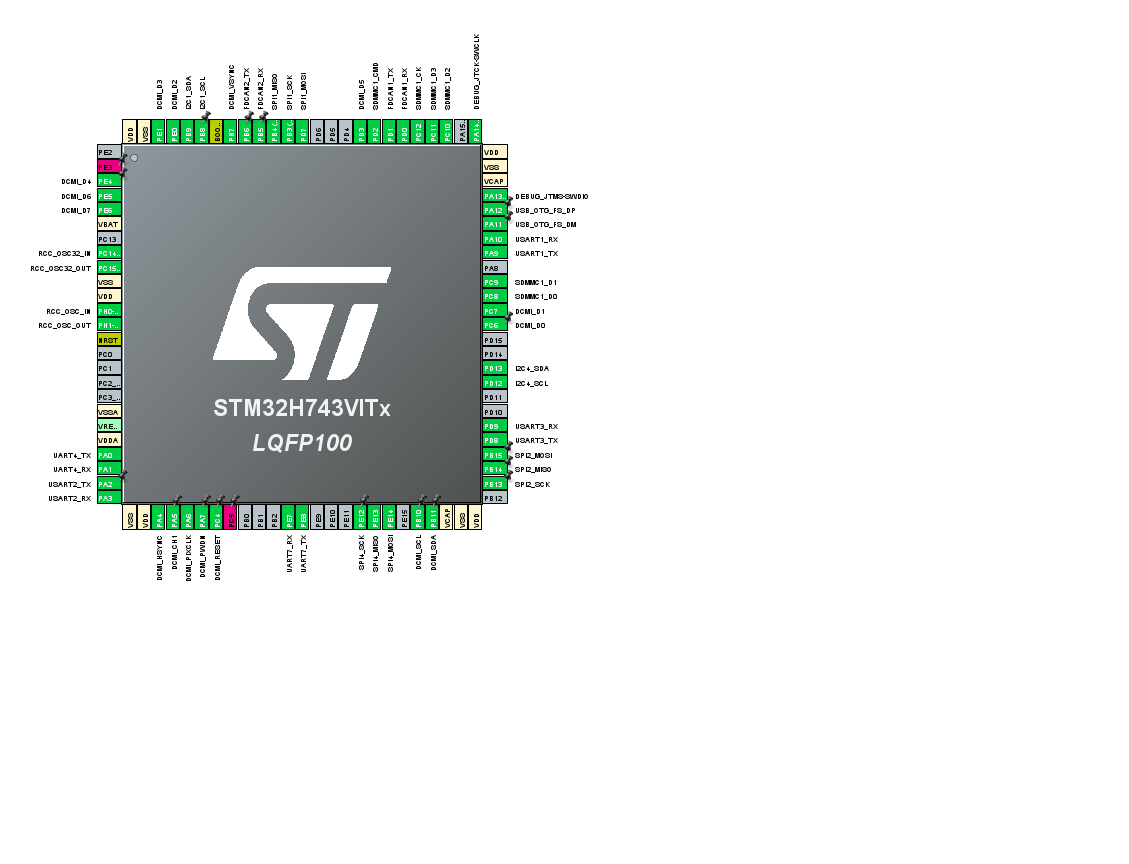 DCMI_D3
DCMI_D2
I2C1_SDA
I2C1_SCL
DCMI_VSYNC
FDCAN2_TX
FDCAN2_RX
SPI1_MISO
SPI1_SCK
SPI1_MOSI
DCMI_D5
SDMMC1_CMD
FDCAN1_TX
FDCAN1_RX
SDMMC1_CK
SDMMC1_D3
SDMMC1_D2
DEBUG_JTCK-SWCLK
VDD
VSS
PE1
PE0
PB9
PB8
BOO..
PB7
PB6
PB5
PB4 (..
PB3 (..
PD7
PD6
PD5
PD4
PD3
PD2
PD1
PD0
PC12
PC11
PC10
PA15..
PA14..
PE2
PE3
DCMI_D4 PE4
DCMI_D6 PE5
DCMI_D7 PE6
VBAT
PC13
RCC_OSC32_IN PC14..
RCC_OSC32_OUT PC15..
VSS
VDD
RCC_OSC_IN PH0-..
RCC_OSC_OUT PH1-..
NRST
PC0
PC1
PC2_..
PC3_..
VSSA
VRE..
VDDA
UART4_TX PA0
UART4_RX PA1
USART2_TX PA2
USART2_RX PA3
STM32H743VITx
LQFP100
VDD
VSS
VCAP
PA13.. DEBUG_JTMS-SWDIO
PA12 USB_OTG_FS_DP
PA11 USB_OTG_FS_DM
PA10 USART1_RX
PA9 USART1_TX
PA8
PC9 SDMMC1_D1
PC8 SDMMC1_D0
PC7 DCMI_D1
PC6 DCMI_D0
PD15
PD14
PD13 I2C4_SDA
PD12 I2C4_SCL
PD11
PD10
PD9 USART3_RX
PD8 USART3_TX
PB15 SPI2_MOSI
PB14 SPI2_MISO
PB13 SPI2_SCK
PB12
VSS
VDD
PA4
PA5
PA6
PA7
PC4
PC5
PB0
PB1
PB2
PE7
PE8
PE9
PE10
PE11
PE12
PE13
PE14
PE15
PB10
PB11
VCAP
VSS
VDD
DCMI_HSYNC
DCMI_CH1
DCMI_PIXCLK
DCMI_PWDN
DCMI_RESET
UART7_RX
UART7_TX
SPI4_SCK
SPI4_MISO
SPI4_MOSI
DCMI_SCL
DCMI_SDA